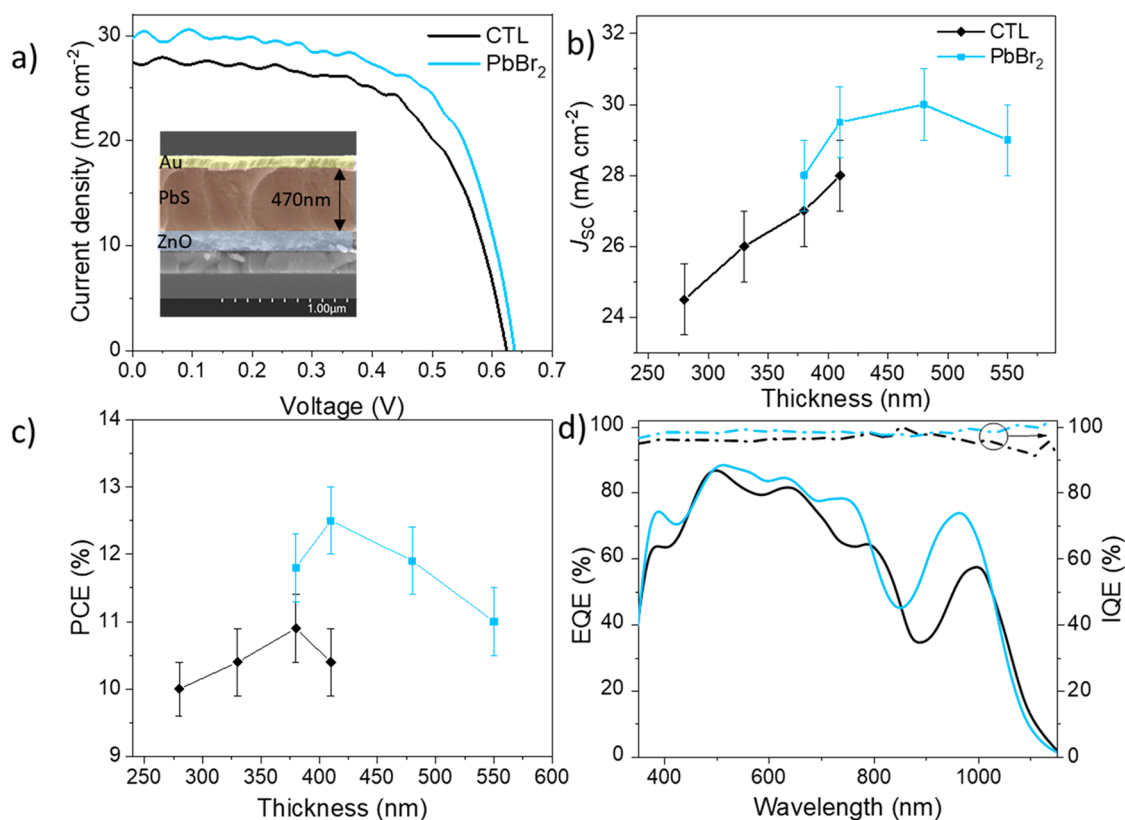 a)
30
20
10
0
0.0 0.1 0.2 0.3 0.4 0.5 0.6 0.7
Current density (mA cm⁻²)
Voltage (V)
CTL
PbBr₂
Au
PbS
470nm
ZnO
1.00μm
b)
32
30
28
26
24
250 300 350 400 450 500 550
J_SC (mA cm⁻²)
Thickness (nm)
CTL
PbBr₂
c)
14
13
12
11
10
9
250 300 350 400 450 500 550 600
PCE (%)
Thickness (nm)
d)
100
80
60
40
20
0
400 600 800 1000
EQE (%)
Wavelength (nm)
100
80
60
40
20
0
IQE (%)